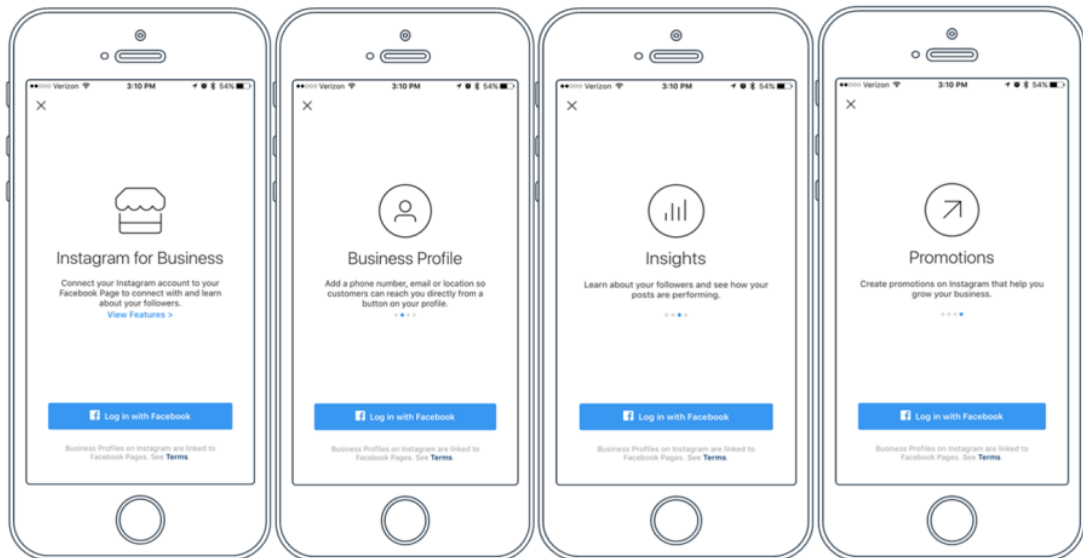 Verizon 3:10 PM 54%
Instagram for Business
Connect your Instagram account to your
Facebook Page to connect with and learn
about your followers.
View Features >
Log in with Facebook
Business Profiles on Instagram are linked to
Facebook Pages. See Terms.
Verizon 3:10 PM 54%
Business Profile
Add a phone number, email or location so
customers can reach you directly from a
button on your profile.
Log in with Facebook
Business Profiles on Instagram are linked to
Facebook Pages. See Terms.
Verizon 3:10 PM 54%
Insights
Learn about your followers and see how your
posts are performing.
Log in with Facebook
Business Profiles on Instagram are linked to
Facebook Pages. See Terms.
Verizon 3:10 PM 54%
Promotions
Create promotions on Instagram that help you
grow your business.
Log in with Facebook
Business Profiles on Instagram are linked to
Facebook Pages. See Terms.